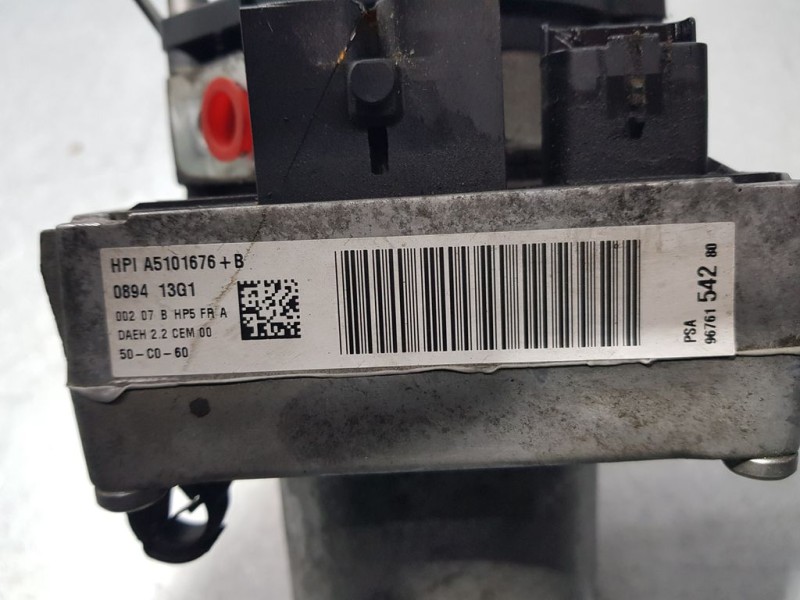 HPI A5101676+B
0894 13G1
002 07 B HP5 FR A
DAEH 2.2 CEM 00
50-C0-60
PSA
96761 542 80